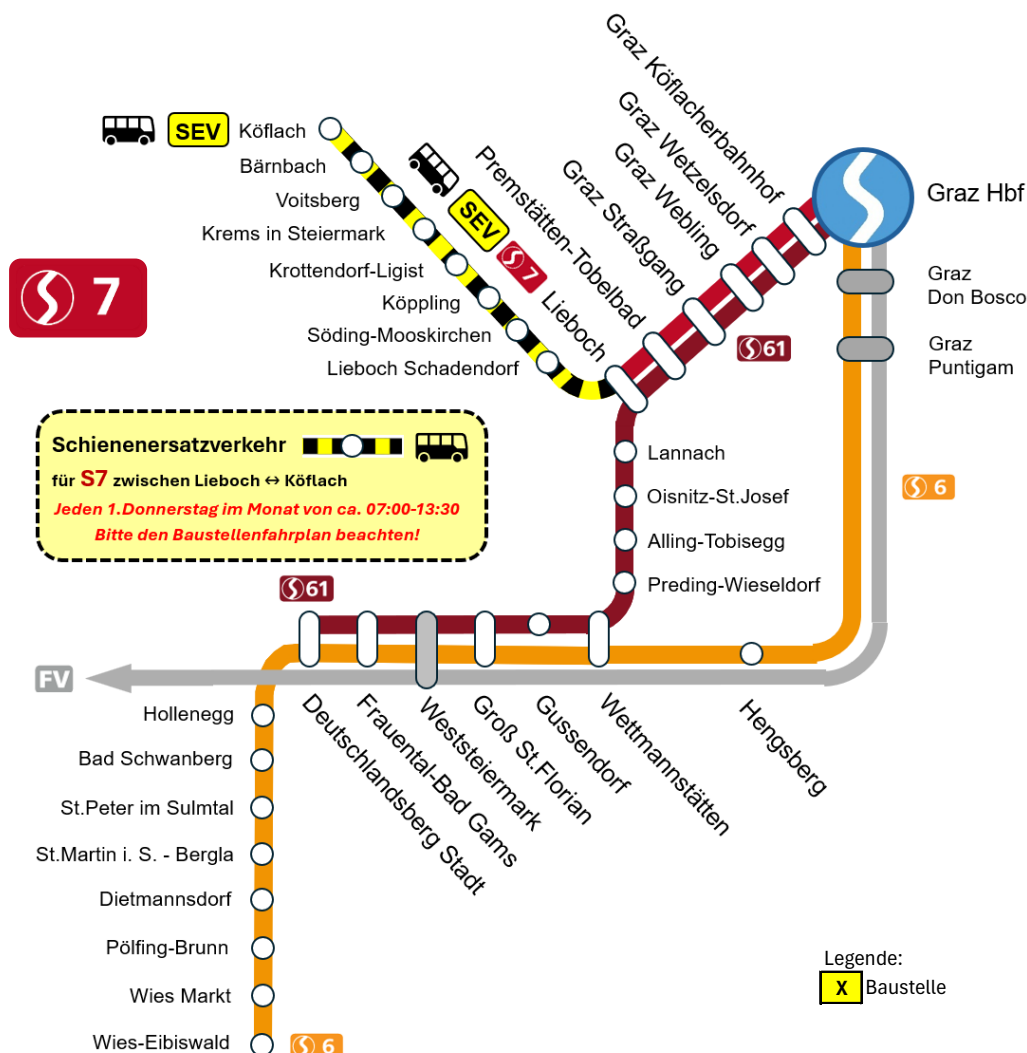 SEV
Köflach
Bärnbach
Voitsberg
Krems in Steiermark
Krottendorf-Ligist
Köppling
Söding-Mooskirchen
Lieboch Schadendorf
SEV
7
Lieboch
Premstätten-Tobelbad
Graz Straßgang
Graz Webling
Graz Wetzelsdorf
Graz Köflacherbahnhof
Graz Hbf
Graz
Don Bosco
Graz
Puntigam
7
61
6
Schienenersatzverkehr
für S7 zwischen Lieboch ↔ Köflach
Jeden 1.Donnerstag im Monat von ca. 07:00-13:30
Bitte den Baustellenfahrplan beachten!
Lannach
Oisnitz-St.Josef
Alling-Tobisegg
Preding-Wieseldorf
61
FV
Deutschlandsberg Stadt
Frauental-Bad Gams
Weststeiermark
Groß St.Florian
Gussendorf
Wettmannstätten
Hengsberg
Hollenegg
Bad Schwanberg
St.Peter im Sulmtal
St.Martin i. S. - Bergla
Dietmannsdorf
Pölfing-Brunn
Wies Markt
Wies-Eibiswald
6
Legende:
X Baustelle